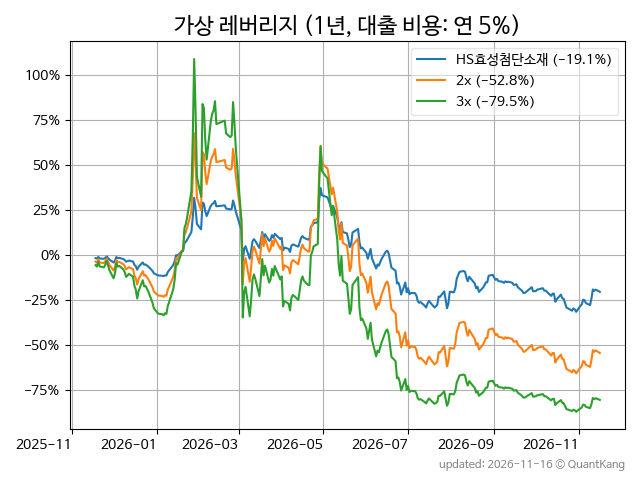 가상 레버리지 (1년, 대출 비용: 연 5%)
HS효성첨단소재 (−19.1%)
2x (−52.8%)
3x (−79.5%)
100%
75%
50%
25%
0%
−25%
−50%
−75%
2025-11 2026-01 2026-03 2026-05 2026-07 2026-09 2026-11
updated: 2026-11-16 © QuantKang